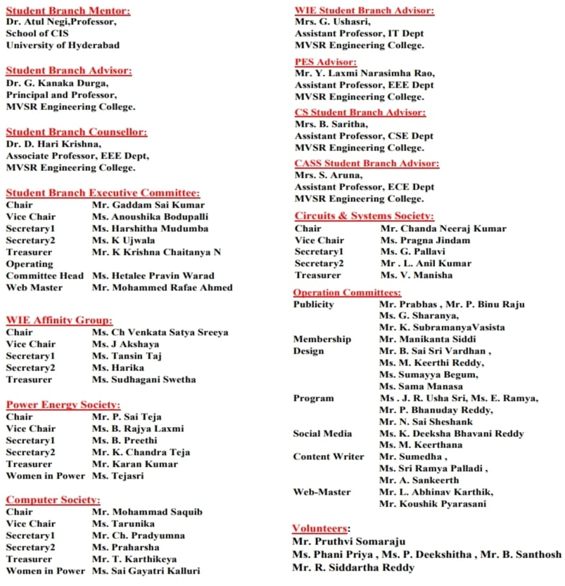 Student Branch Mentor:
Dr. Atul Negi,Professor,
School of CIS
University of Hyderabad
Student Branch Advisor:
Dr. G. Kanaka Durga,
Principal and Professor,
MVSR Engineering College.
Student Branch Counsellor:
Dr. D. Hari Krishna,
Associate Professor, EEE Dept,
MVSR Engineering College.
Student Branch Executive Committee:
Chair Mr. Gaddam Sai Kumar
Vice Chair Ms. Anoushika Bodupalli
Secretary1 Ms. Harshitha Mudumba
Secretary2 Ms. K Ujwala
Treasurer Mr. K Krishna Chaitanya N
Operating
Committee Head Ms. Hetalee Pravin Warad
Web Master Mr. Mohammed Rafae Ahmed
WIE Affinity Group:
Chair Ms. Ch Venkata Satya Sreeya
Vice Chair Ms. J Akshaya
Secretary1 Ms. Tansin Taj
Secretary2 Ms. Harika
Treasurer Ms. Sudhagani Swetha
Power Energy Society:
Chair Mr. P. Sai Teja
Vice Chair Ms. B. Rajya Laxmi
Secretary1 Ms. B. Preethi
Secretary2 Mr. K. Chandra Teja
Treasurer Mr. Karan Kumar
Women in Power Ms. Tejasri
Computer Society:
Chair Mr. Mohammad Saquib
Vice Chair Ms. Tarunika
Secretary1 Mr. Ch. Pradyumna
Secretary2 Ms. Praharsha
Treasurer Mr. T. Karthikeya
Women in Power Ms. Sai Gayatri Kalluri
WIE Student Branch Advisor:
Mrs. G. Ushasri,
Assistant Professor, IT Dept
MVSR Engineering College.
PES Advisor:
Mr. Y. Laxmi Narasimha Rao,
Assistant Professor, EEE Dept
MVSR Engineering College.
CS Student Branch Advisor:
Mrs. B. Saritha,
Assistant Professor, CSE Dept
MVSR Engineering College.
CASS Student Branch Advisor:
Mrs. S. Aruna,
Assistant Professor, ECE Dept
MVSR Engineering College.
Circuits & Systems Society:
Chair Mr. Chanda Neeraj Kumar
Vice Chair Ms. Pragna Jindam
Secretary1 Ms. G. Pallavi
Secretary2 Mr . L. Anil Kumar
Treasurer Ms. V. Manisha
Operation Committees:
Publicity Mr. Prabhas , Mr. P. Binu Raju
Ms. G. Sharanya,
Mr. K. SubramanyaVasista
Membership Mr. Manikanta Siddi
Design Mr. B. Sai Sri Vardhan ,
Ms. M. Keerthi Reddy,
Ms. Sumayya Begum,
Ms. Sama Manasa
Program Ms . J. R. Usha Sri, Ms. E. Ramya,
Mr. P. Bhanuday Reddy,
Mr. N. Sai Sheshank
Social Media Ms. K. Deeksha Bhavani Reddy
Ms. M. Keerthana
Content Writer Mr. Sumedha ,
Ms. Sri Ramya Palladi ,
Mr. A. Sankeerth
Web-Master Mr. L. Abhinav Karthik,
Mr. Koushik Pyarasani
Volunteers:
Mr. Pruthvi Somaraju
Ms. Phani Priya , Ms. P. Deekshitha , Mr. B. Santhosh
Mr. R. Siddartha Reddy